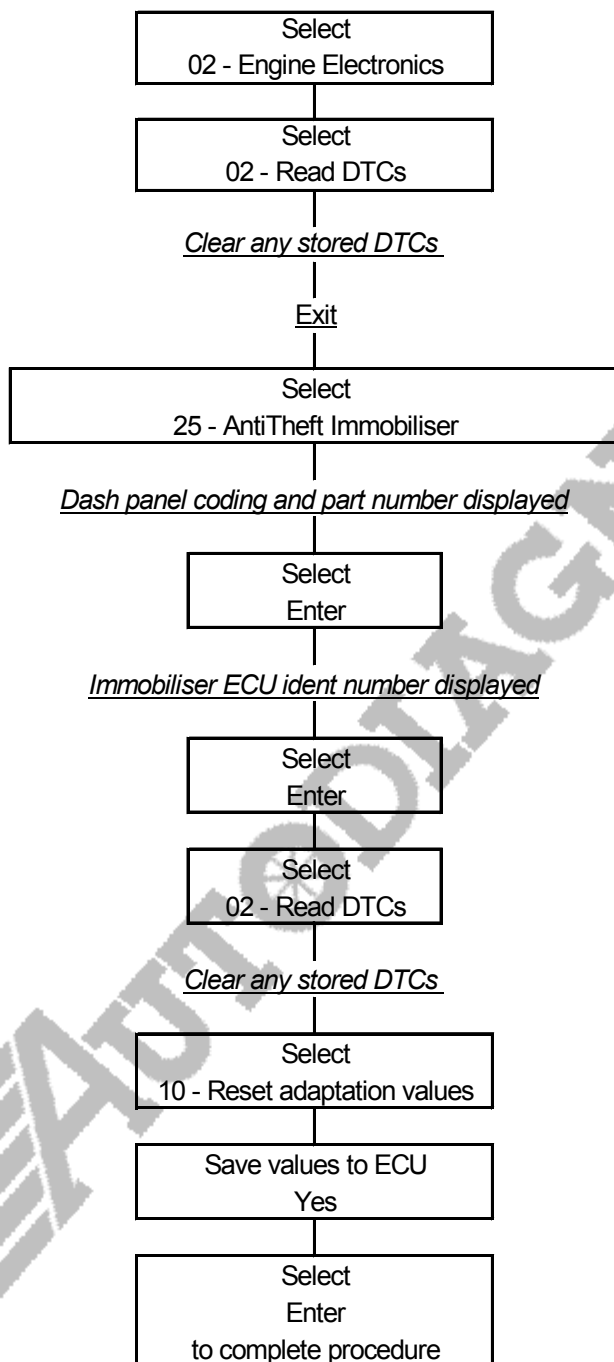 Select
02 - Engine Electronics
Select
02 - Read DTCs
Clear any stored DTCs
Exit
Select
25 - AntiTheft Immobiliser
Dash panel coding and part number displayed
Select
Enter
Immobiliser ECU ident number displayed
Select
Enter
Select
02 - Read DTCs
Clear any stored DTCs
Select
10 - Reset adaptation values
Save values to ECU
Yes
Select
Enter
to complete procedure
AUTODIAG